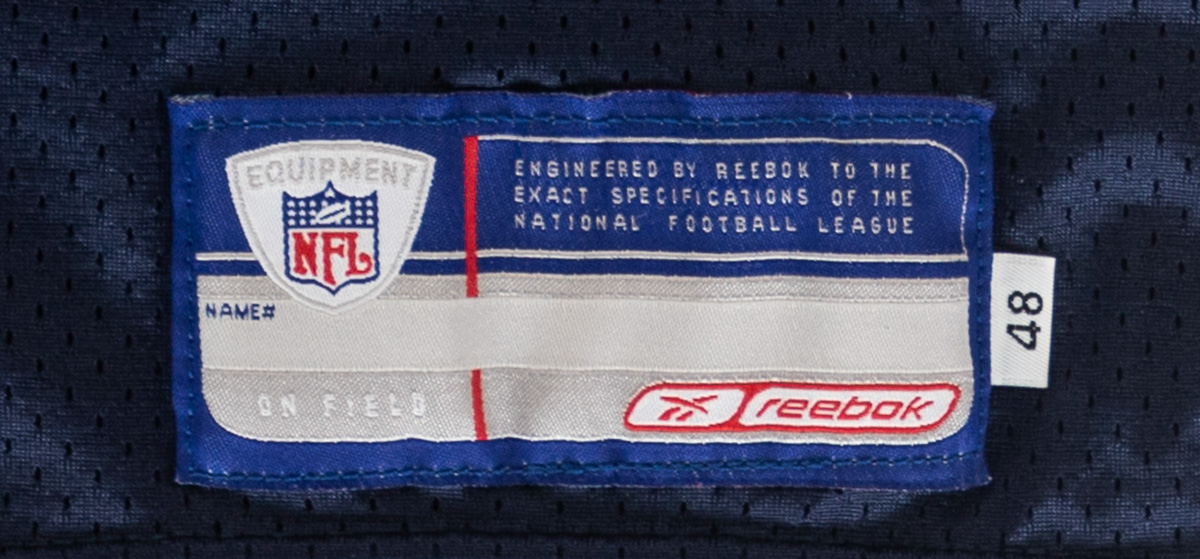 EQUIPMENT
NFL
ENGINEERED BY REEBOK TO THE
EXACT SPECIFICATIONS OF THE
NATIONAL FOOTBALL LEAGUE
NAME#
48
ON FIELD
reebok